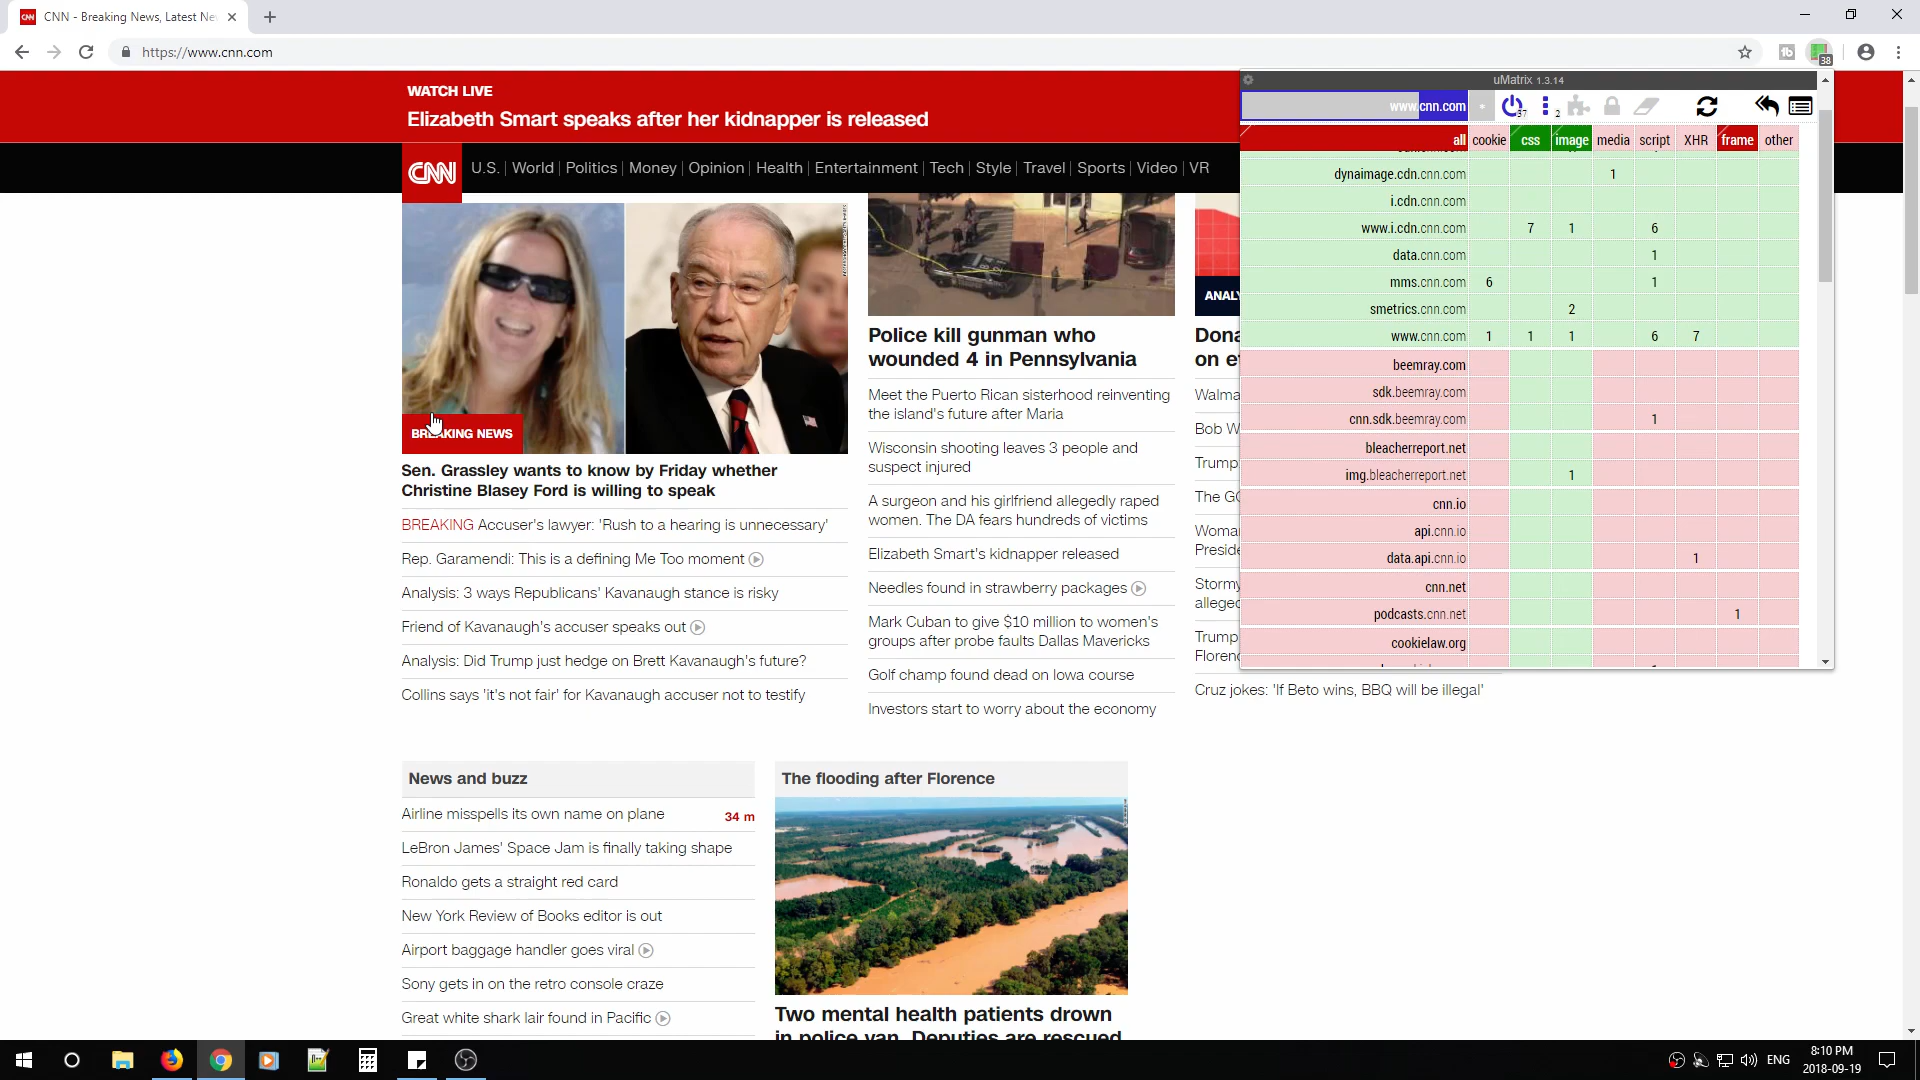 CNN - Breaking News, Latest Ne
https://www.cnn.com
38
WATCH LIVE
Elizabeth Smart speaks after her kidnapper is released
CNN
U.S. World Politics Money Opinion Health Entertainment Tech Style Travel Sports Video VR
BREAKING NEWS
Sen. Grassley wants to know by Friday whether
Christine Blasey Ford is willing to speak
BREAKING Accuser's lawyer: 'Rush to a hearing is unnecessary'
Rep. Garamendi: This is a defining Me Too moment
Analysis: 3 ways Republicans' Kavanaugh stance is risky
Friend of Kavanaugh's accuser speaks out
Analysis: Did Trump just hedge on Brett Kavanaugh's future?
Collins says 'it's not fair' for Kavanaugh accuser not to testify
Police kill gunman who
wounded 4 in Pennsylvania
Meet the Puerto Rican sisterhood reinventing
the island's future after Maria
Wisconsin shooting leaves 3 people and
suspect injured
A surgeon and his girlfriend allegedly raped
women. The DA fears hundreds of victims
Elizabeth Smart's kidnapper released
Needles found in strawberry packages
Mark Cuban to give $10 million to women's
groups after probe faults Dallas Mavericks
Golf champ found dead on Iowa course
Investors start to worry about the economy
ANALY
Dona
on e
Walma
Bob W
Trump
The GO
Woma
Preside
Stormy
allegec
Trump
Floren
Cruz jokes: 'If Beto wins, BBQ will be illegal'
uMatrix 1.3.14
www.cnn.com * 37 2
all cookie css image media script XHR frame other
dynaimage.cdn.cnn.com 1
i.cdn.cnn.com
www.i.cdn.cnn.com 7 1 6
data.cnn.com 1
mms.cnn.com 6 1
smetrics.cnn.com 2
www.cnn.com 1 1 1 6 7
beemray.com
sdk.beemray.com
cnn.sdk.beemray.com 1
bleacherreport.net
img.bleacherreport.net 1
cnn.io
api.cnn.io
data.api.cnn.io 1
cnn.net
podcasts.cnn.net 1
cookielaw.org
News and buzz
Airline misspells its own name on plane 34 m
LeBron James' Space Jam is finally taking shape
Ronaldo gets a straight red card
New York Review of Books editor is out
Airport baggage handler goes viral
Sony gets in on the retro console craze
Great white shark lair found in Pacific
The flooding after Florence
Two mental health patients drown
in police van. Deputies are rescued
ENG
8:10 PM
2018-09-19